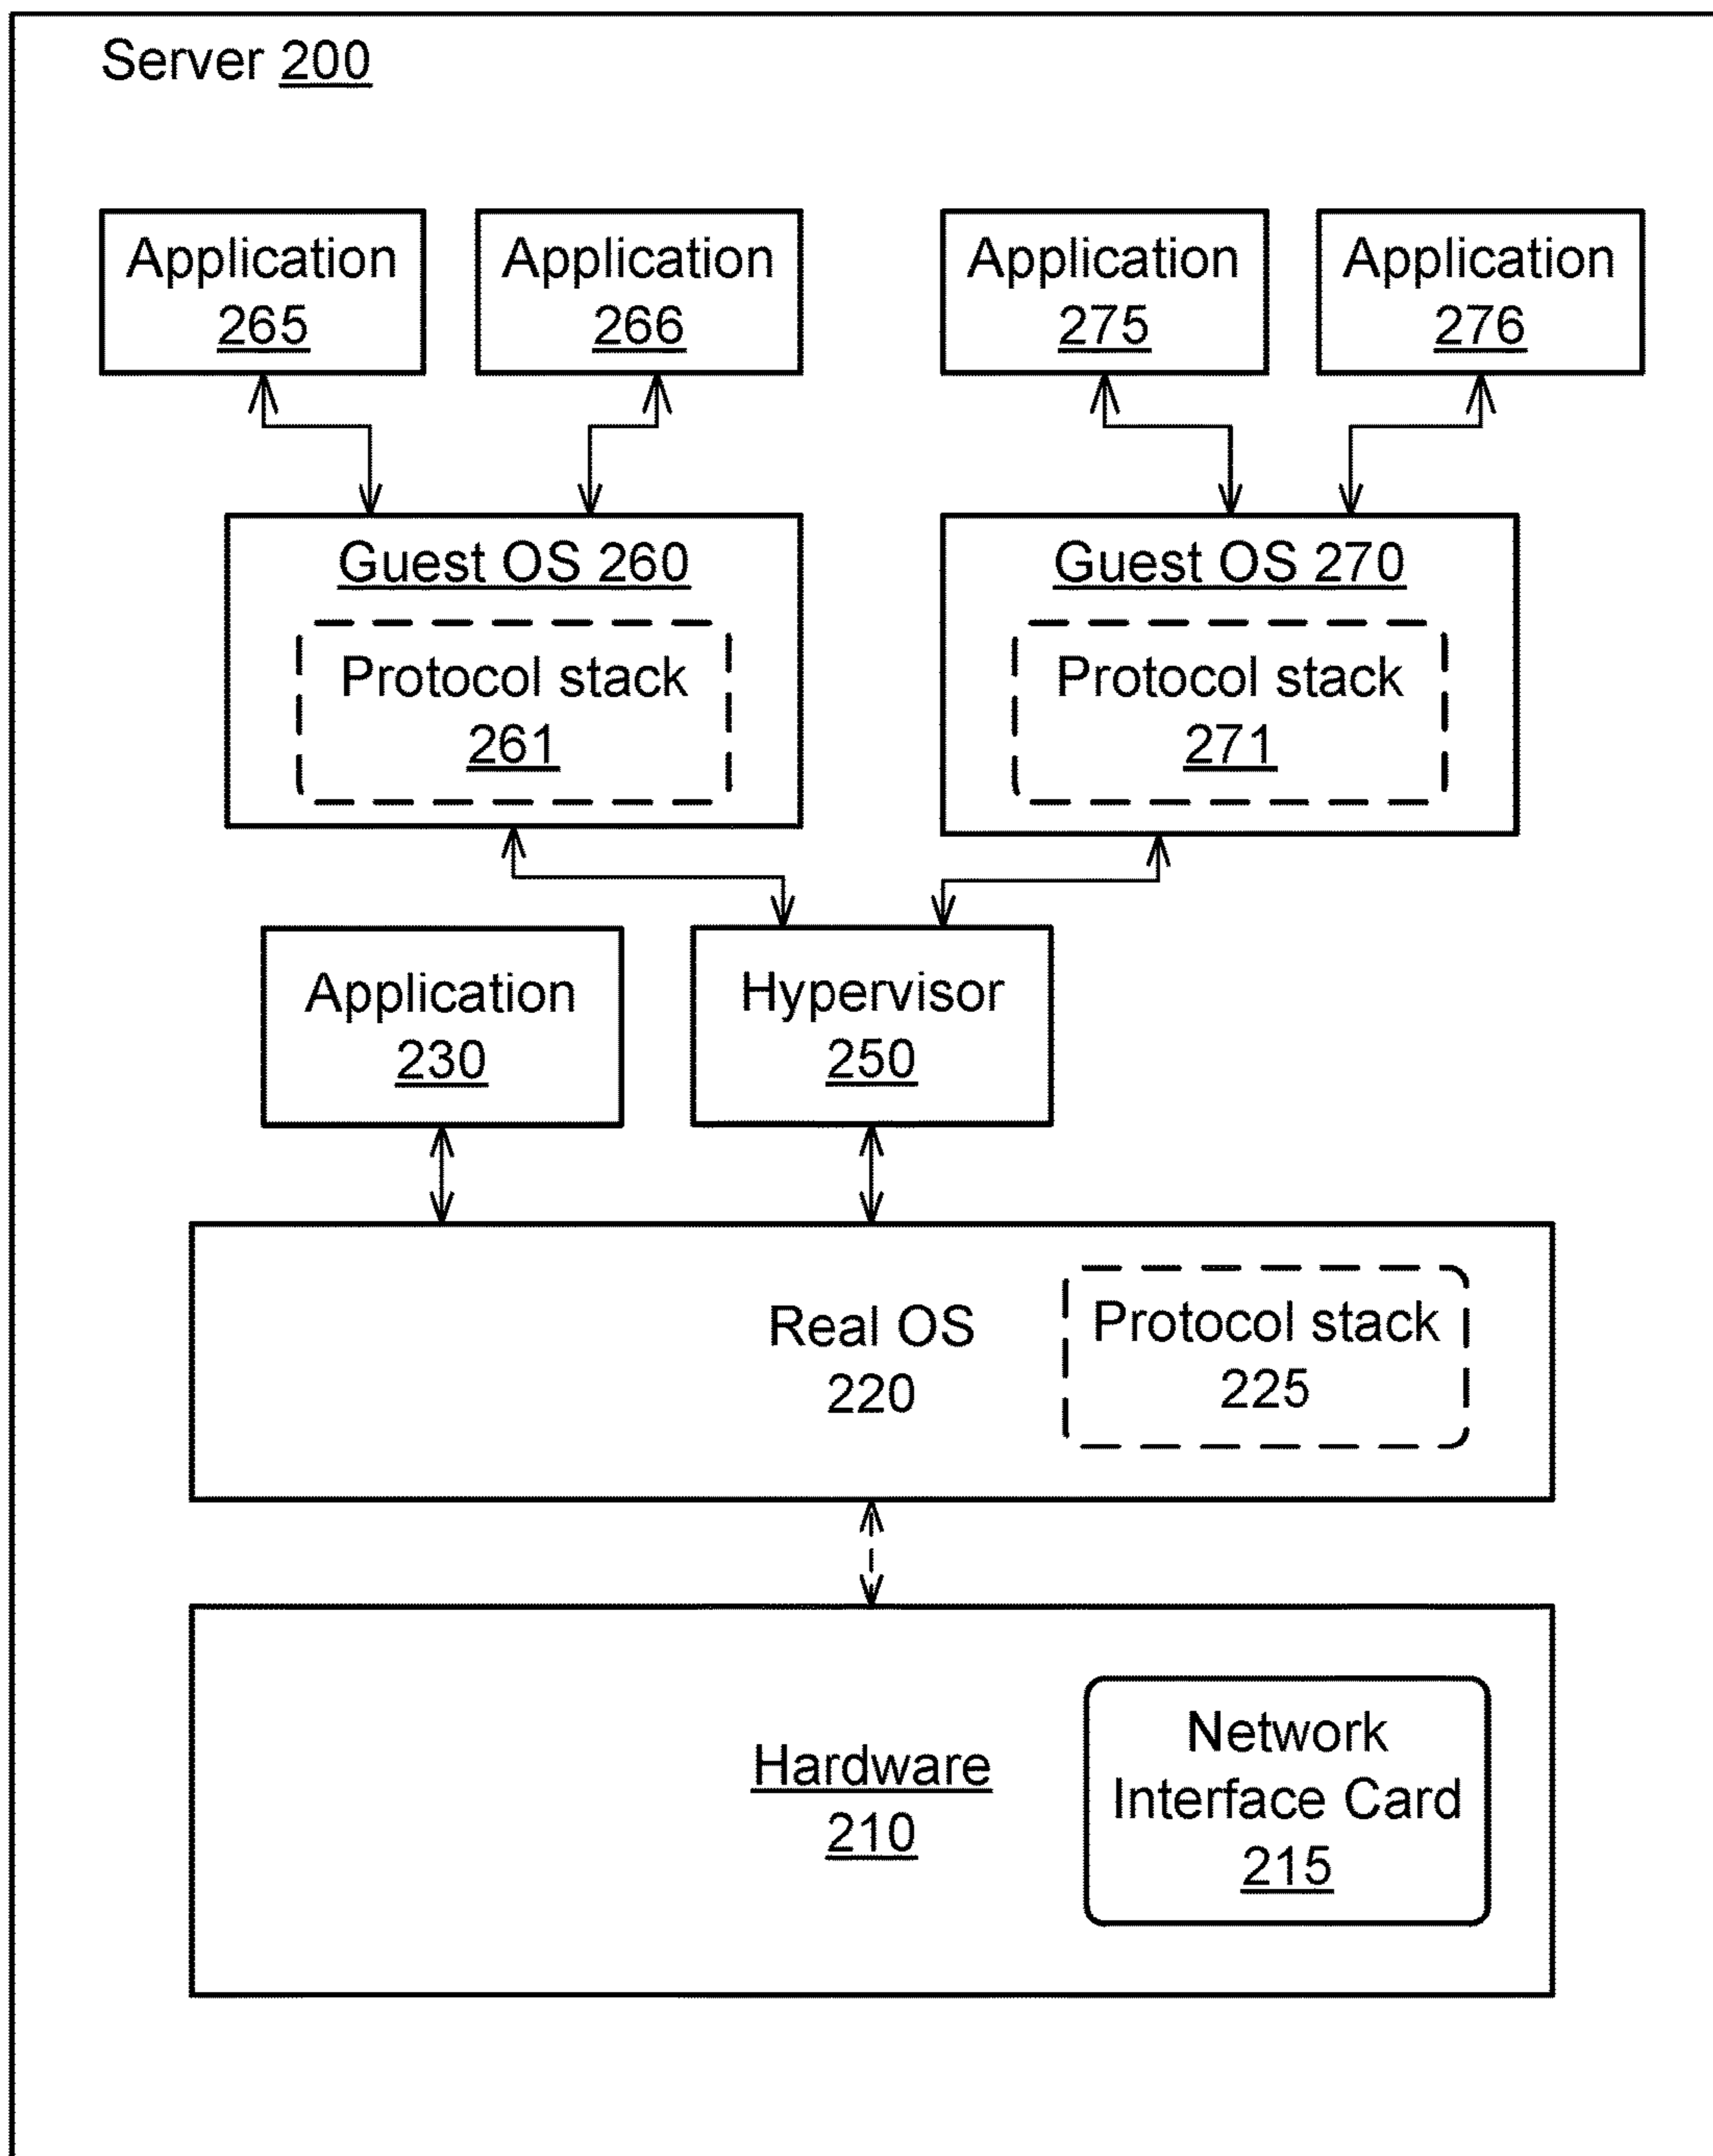 Server 200
Application
265
Application
266
Application
275
Application
276
Guest OS 260
Protocol stack
261
Guest OS 270
Protocol stack
271
Application
230
Hypervisor
250
Real OS
220
Protocol stack
225
Hardware
210
Network
Interface Card
215